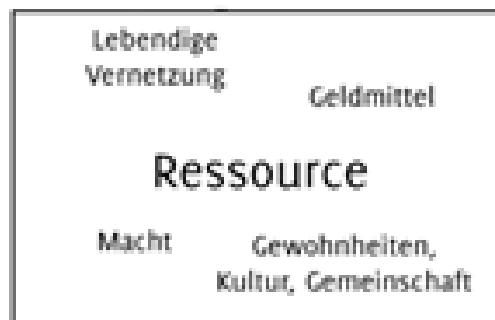 Lebendige
Vernetzung
Geldmittel
Ressource
Macht
Gewohnheiten,
Kultur, Gemeinschaft